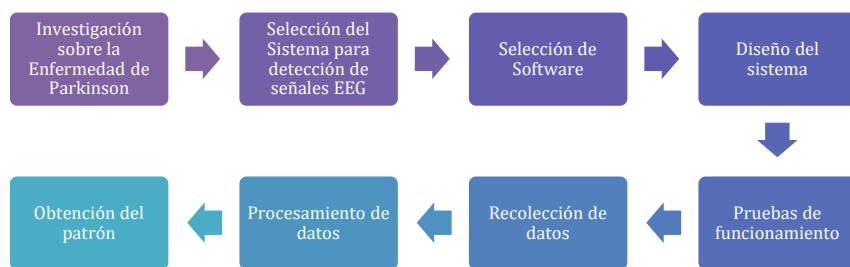 Investigación
sobre la
Enfermedad de
Parkinson
Selección del
Sistema para
detección de
señales EEG
Selección de
Software
Diseño del
sistema
Pruebas de
funcionamiento
Recolección de
datos
Procesamiento de
datos
Obtención del
patrón